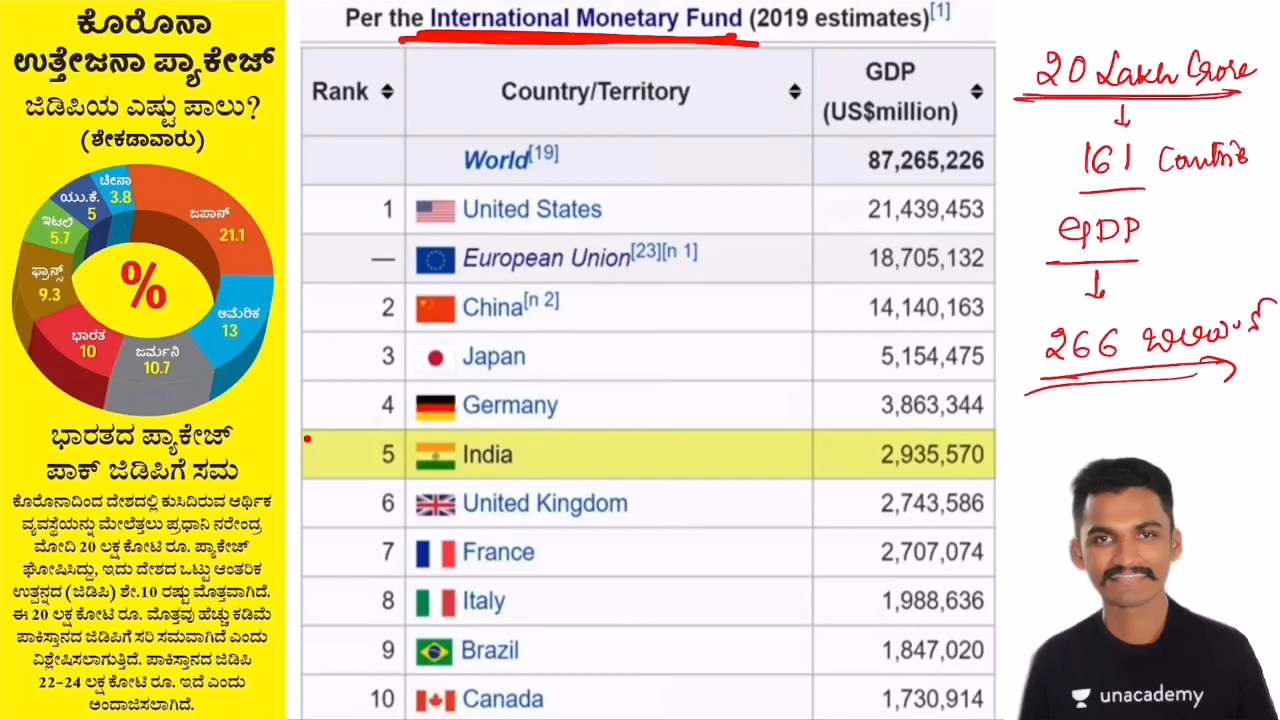 ಕೊರೊನಾ
ಉತ್ತೇಜನಾ ಪ್ಯಾಕೇಜ್
ಜಿಡಿಪಿಯ ಎಷ್ಟು ಪಾಲು?
(ಶೇಕಡಾವಾರು)
ಚೀನಾ
3.8
ಯು.ಕೆ.
5
ಇಟಲಿ
5.7
ಫ್ರಾನ್ಸ್
9.3
ಭಾರತ
10
ಜರ್ಮನಿ
10.7
ಅಮೆರಿಕ
13
ಜಪಾನ್
21.1
%
ಭಾರತದ ಪ್ಯಾಕೇಜ್
ಪಾಕ್ ಜಿಡಿಪಿಗೆ ಸಮ
ಕೊರೊನಾದಿಂದ ದೇಶದಲ್ಲಿ ಕುಸಿದಿರುವ ಆರ್ಥಿಕ
ವ್ಯವಸ್ಥೆಯನ್ನು ಮೇಲೆತ್ತಲು ಪ್ರಧಾನಿ ನರೇಂದ್ರ
ಮೋದಿ 20 ಲಕ್ಷ ಕೋಟಿ ರೂ. ಪ್ಯಾಕೇಜ್
ಘೋಷಿಸಿದ್ದು, ಇದು ದೇಶದ ಒಟ್ಟು ಆಂತರಿಕ
ಉತ್ಪನ್ನದ (ಜಿಡಿಪಿ) ಶೇ.10 ರಷ್ಟು ಮೊತ್ತವಾಗಿದೆ.
ಈ 20 ಲಕ್ಷ ಕೋಟಿ ರೂ. ಮೊತ್ತವು ಹೆಚ್ಚು ಕಡಿಮೆ
ಪಾಕಿಸ್ತಾನದ ಜಿಡಿಪಿಗೆ ಸರಿ ಸಮವಾಗಿದೆ ಎಂದು
ವಿಶ್ಲೇಷಿಸಲಾಗುತ್ತಿದೆ. ಪಾಕಿಸ್ತಾನದ ಜಿಡಿಪಿ
22-24 ಲಕ್ಷ ಕೋಟಿ ರೂ. ಇದೆ ಎಂದು
ಅಂದಾಜಿಸಲಾಗಿದೆ.
Per the International Monetary Fund (2019 estimates)[1]
Rank Country/Territory GDP (US$million)
World[19] 87,265,226
1 United States 21,439,453
— European Union[23][n 1] 18,705,132
2 China[n 2] 14,140,163
3 Japan 5,154,475
4 Germany 3,863,344
5 India 2,935,570
6 United Kingdom 2,743,586
7 France 2,707,074
8 Italy 1,988,636
9 Brazil 1,847,020
10 Canada 1,730,914
20 Lakh Crore
161
GDP
266
unacademy